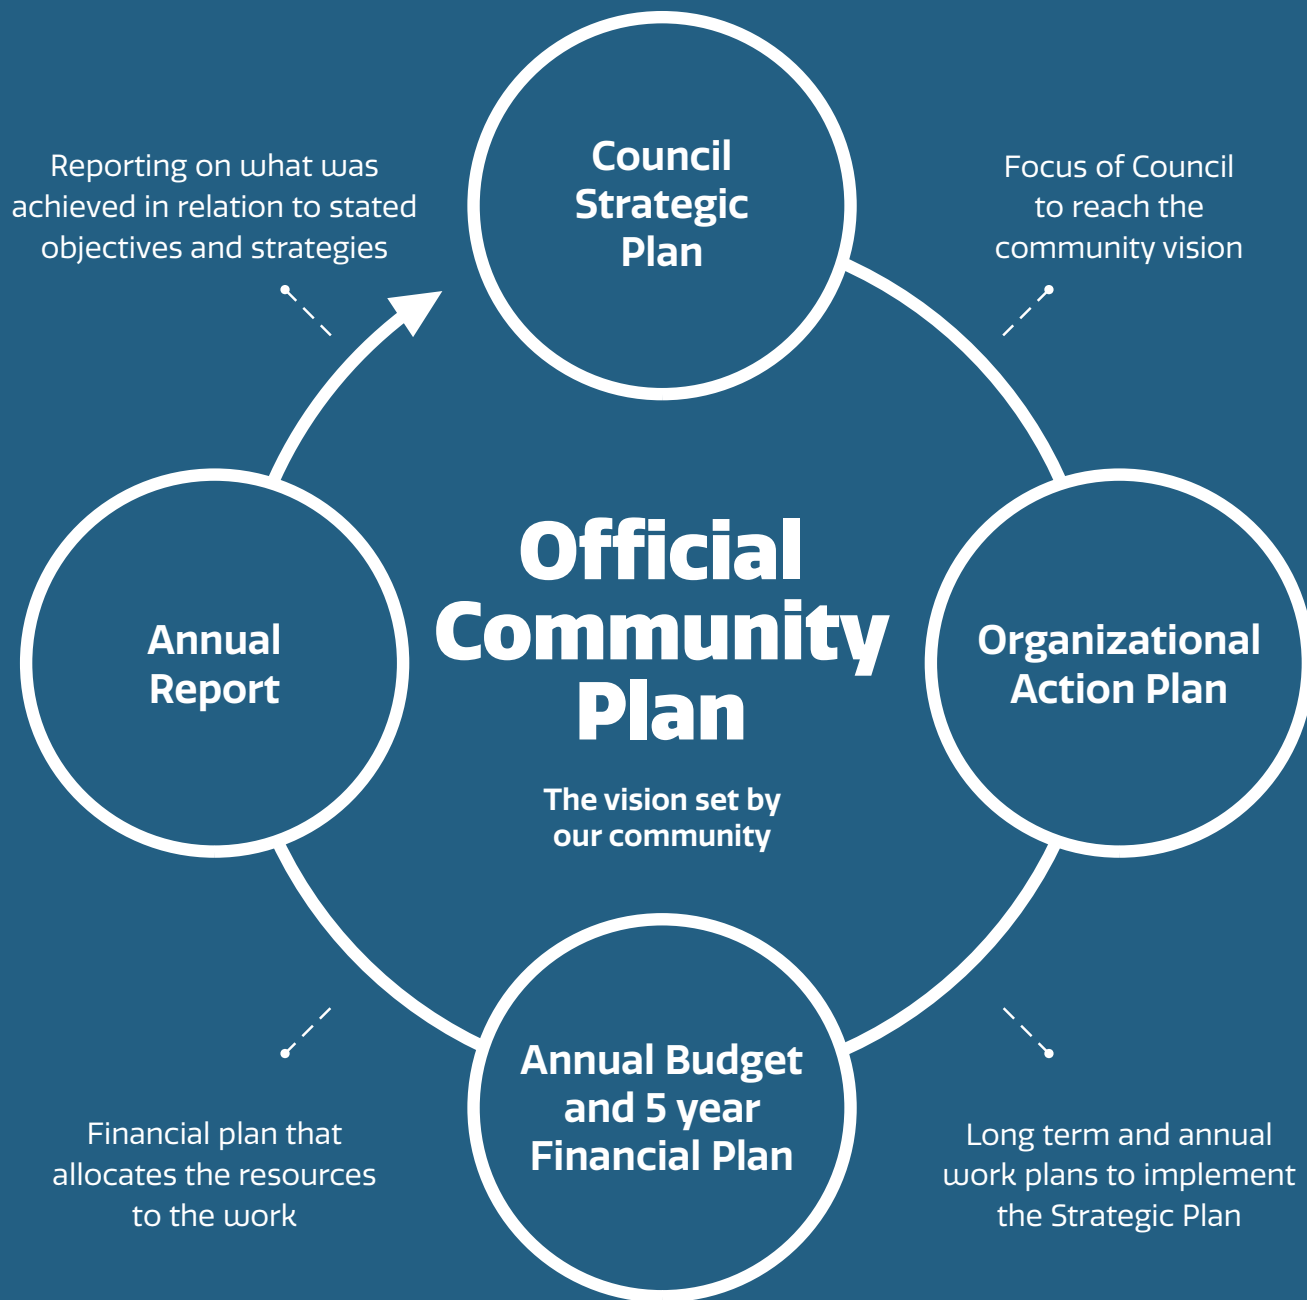 Council
Strategic
Plan
Reporting on what was
achieved in relation to stated
objectives and strategies
Focus of Council
to reach the
community vision
Official
Community
Plan
The vision set by
our community
Annual
Report
Organizational
Action Plan
Annual Budget
and 5 year
Financial Plan
Financial plan that
allocates the resources
to the work
Long term and annual
work plans to implement
the Strategic Plan